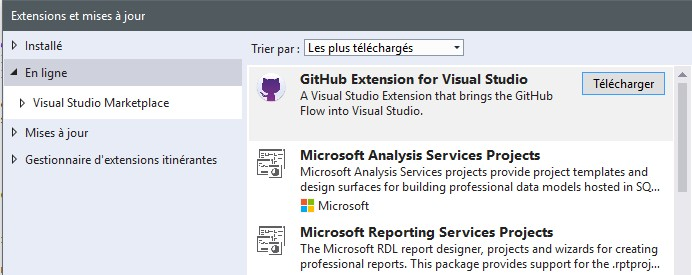 Extensions et mises à jour
Installé
En ligne
Visual Studio Marketplace
Mises à jour
Gestionnaire d'extensions itinérantes
Trier par : Les plus téléchargés
GitHub Extension for Visual Studio
A Visual Studio Extension that brings the GitHub
Flow into Visual Studio.
Télécharger
Microsoft Analysis Services Projects
Microsoft Analysis Services projects provide project templates and
design surfaces for building professional data models hosted in SQ...
Microsoft
Microsoft Reporting Services Projects
The Microsoft RDL report designer, projects and wizards for creating
professional reports. This package provides support for the .rptproj...